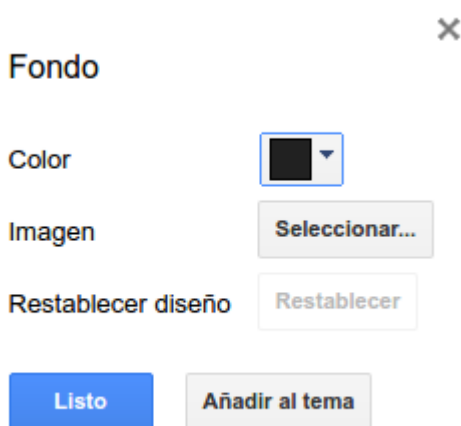 Fondo
Color
Imagen Seleccionar...
Restablecer diseño Restablecer
Listo Añadir al tema